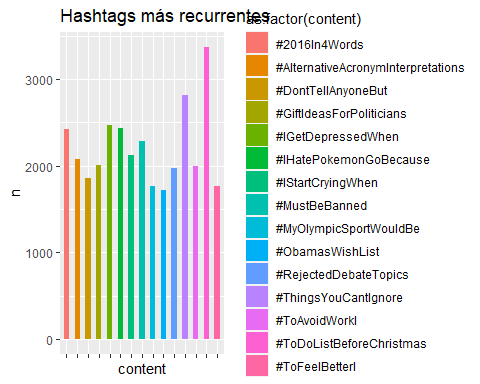 Hashtags más recurrentes
as.factor(content)
#2016In4Words
#AlternativeAcronymInterpretations
#DontTellAnyoneBut
#GiftIdeasForPoliticians
#IGetDepressedWhen
#IHatePokemonGoBecause
#IStartCryingWhen
#MustBeBanned
#MyOlympicSportWouldBe
#ObamasWishList
#RejectedDebateTopics
#ThingsYouCantIgnore
#ToAvoidWorkI
#ToDoListBeforeChristmas
#ToFeelBetterI
3000
2000
1000
0
n
content